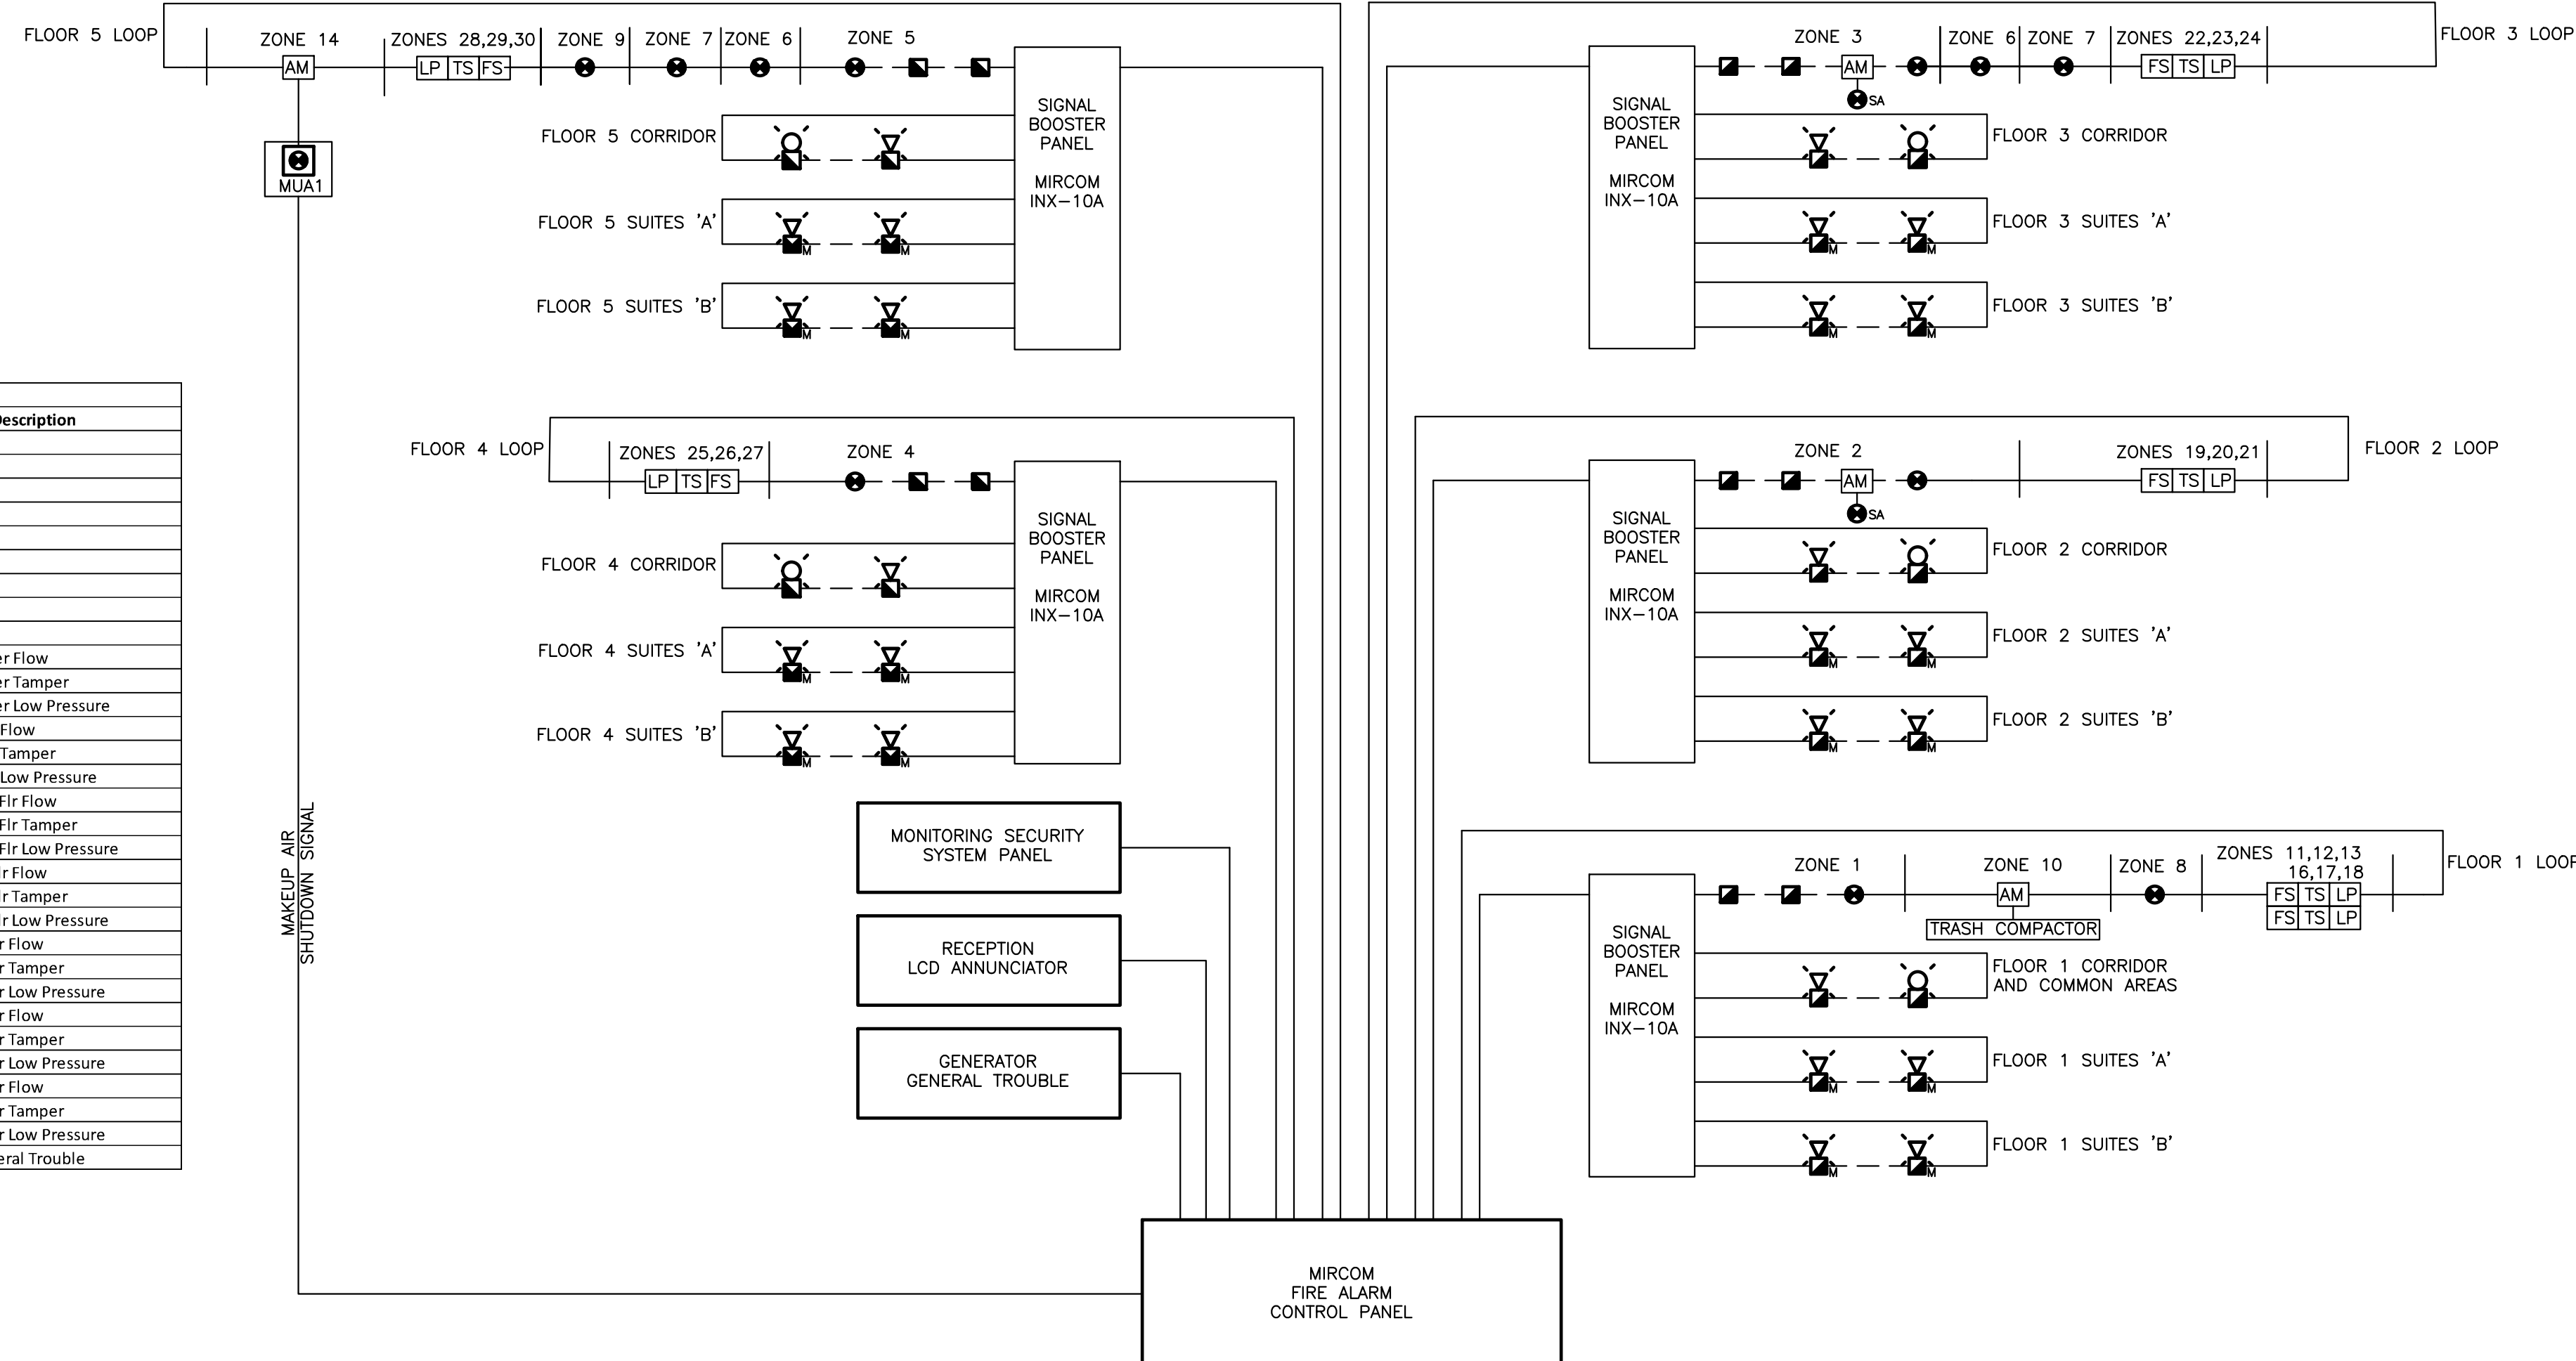 FLOOR 5 LOOP
ZONE 14
ZONES 28,29,30
ZONE 9
ZONE 7
ZONE 6
ZONE 5
AM
LP TS FS
MUA1
FLOOR 5 CORRIDOR
FLOOR 5 SUITES 'A'
M
M
FLOOR 5 SUITES 'B'
M
M
SIGNAL
BOOSTER
PANEL
MIRCOM
INX-10A
ZONE 3
ZONE 6
ZONE 7
ZONES 22,23,24
FLOOR 3 LOOP
AM
SA
FS TS LP
SIGNAL
BOOSTER
PANEL
MIRCOM
INX-10A
FLOOR 3 CORRIDOR
FLOOR 3 SUITES 'A'
M
M
FLOOR 3 SUITES 'B'
M
M
Description
Flow
Tamper
Low Pressure
Flow
Tamper
Low Pressure
Flr Flow
Flr Tamper
Flr Low Pressure
Flow
Tamper
Low Pressure
Flow
Tamper
Low Pressure
Flow
Tamper
Low Pressure
Flow
Tamper
Low Pressure
Trouble
FLOOR 4 LOOP
ZONES 25,26,27
ZONE 4
LP TS FS
FLOOR 4 CORRIDOR
FLOOR 4 SUITES 'A'
M
M
FLOOR 4 SUITES 'B'
M
M
SIGNAL
BOOSTER
PANEL
MIRCOM
INX-10A
ZONE 2
ZONES 19,20,21
FLOOR 2 LOOP
AM
SA
FS TS LP
SIGNAL
BOOSTER
PANEL
MIRCOM
INX-10A
FLOOR 2 CORRIDOR
FLOOR 2 SUITES 'A'
M
M
FLOOR 2 SUITES 'B'
M
M
MAKEUP AIR
SHUTDOWN SIGNAL
MONITORING SECURITY
SYSTEM PANEL
RECEPTION
LCD ANNUNCIATOR
GENERATOR
GENERAL TROUBLE
ZONE 1
ZONE 10
ZONE 8
ZONES 11,12,13
16,17,18
FLOOR 1 LOOP
AM
TRASH COMPACTOR
FS TS LP
FS TS LP
SIGNAL
BOOSTER
PANEL
MIRCOM
INX-10A
FLOOR 1 CORRIDOR
AND COMMON AREAS
FLOOR 1 SUITES 'A'
M
M
FLOOR 1 SUITES 'B'
M
M
MIRCOM
FIRE ALARM
CONTROL PANEL